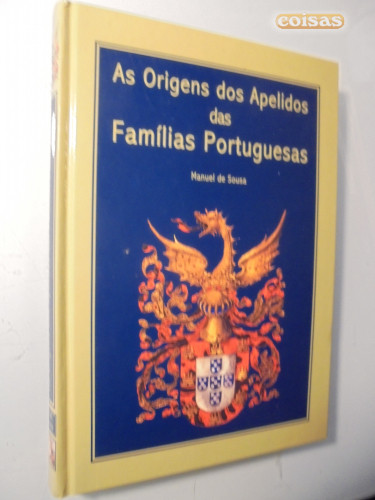 coisas
As Origens dos Apelidos
das
Famílias Portuguesas
Manuel de Sousa